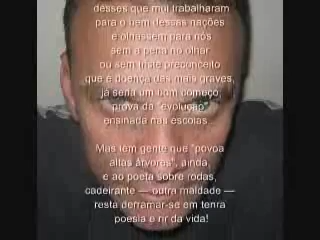 desses que mui trabalharam
para o bem dessas nações
e olhassem para nós
sem a pena no olhar
ou sem triste preconceito
que é doença das mais graves,
já seria um bom começo,
prova da "evolução"
ensinada nas escolas.
Mas tem gente que "povoa
altas árvores", ainda,
e ao poeta sobre rodas,
cadeirante — outra maldade —
resta derramar-se em tenra
poesia e rir da vida!